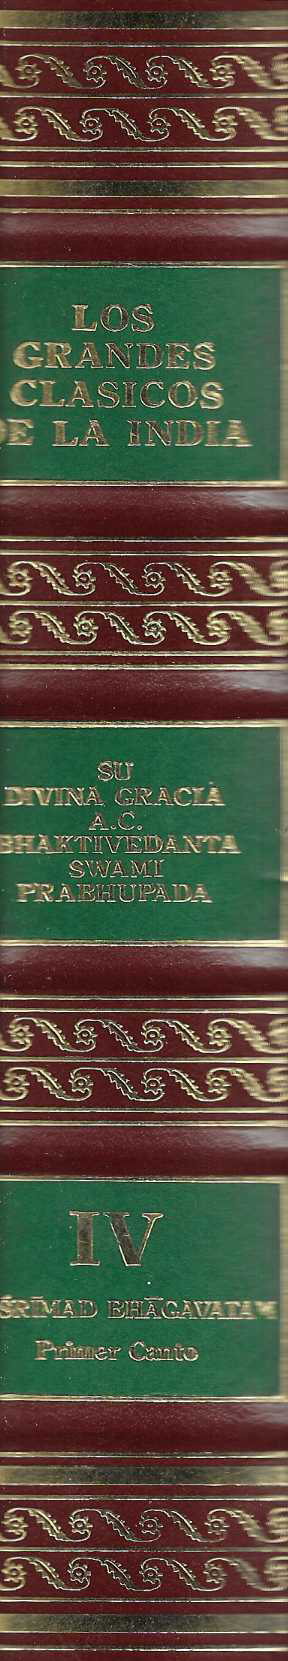 LOS
GRANDES
CLASICOS
DE LA INDIA
SU
DIVINA GRACIA
A.C.
BHAKTIVEDANTA
SWAMI
PRABHUPADA
IV
ŚRĪMAD BHĀGAVATAM
Primer Canto